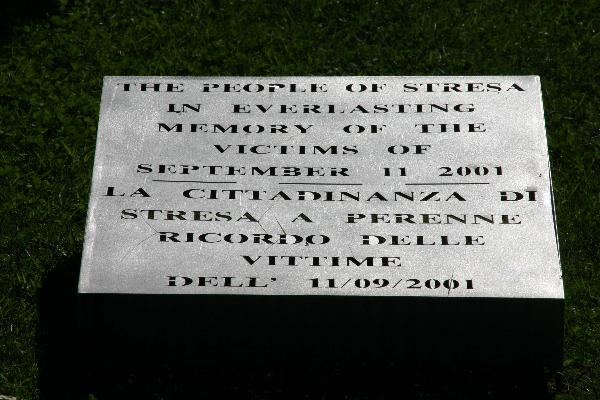 THE PEOPLE OF STRESA
IN EVERLASTING
MEMORY OF THE
VICTIMS OF
SEPTEMBER 11 2001
LA CITTADINANZA DI
STRESA A PERENNE
RICORDO DELLE
VITTIME
DELL' 11/09/2001